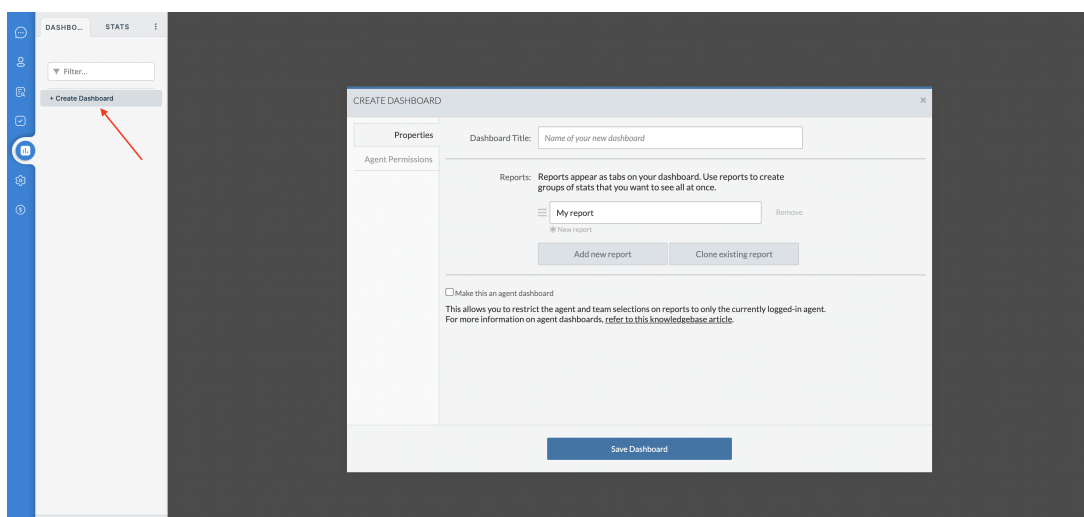 DASHBO... STATS
Filter...
+ Create Dashboard
CREATE DASHBOARD
Properties
Agent Permissions
Dashboard Title: Name of your new dashboard
Reports: Reports appear as tabs on your dashboard. Use reports to create
groups of stats that you want to see all at once.
My report Remove
New report
Add new report Clone existing report
Make this an agent dashboard
This allows you to restrict the agent and team selections on reports to only the currently logged-in agent.
For more information on agent dashboards, refer to this knowledgebase article.
Save Dashboard